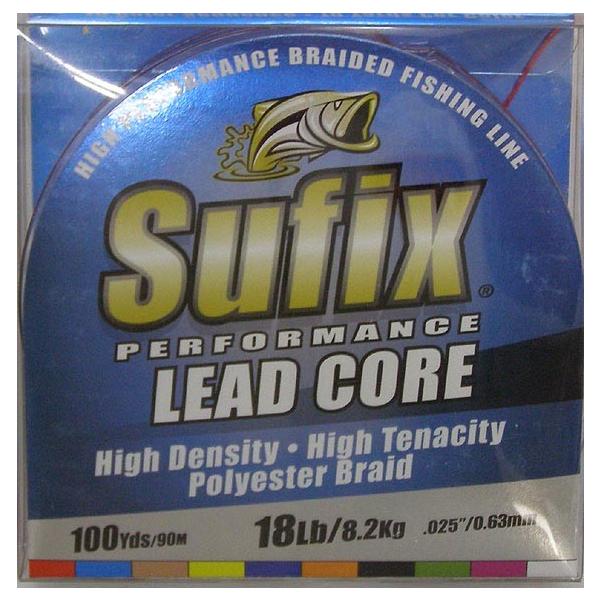 HIGH PERFORMANCE BRAIDED FISHING LINE
Sufix®
PERFORMANCE
LEAD CORE
High Density • High Tenacity
Polyester Braid
100Yds/90M 18Lb/8.2Kg .025"/0.63mm